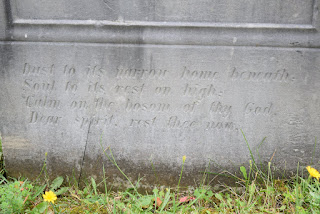 Dust to its narrow home beneath,
Soul to its rest on high;
Calm on the bosom of thy God,
Dear spirit, rest thee now.